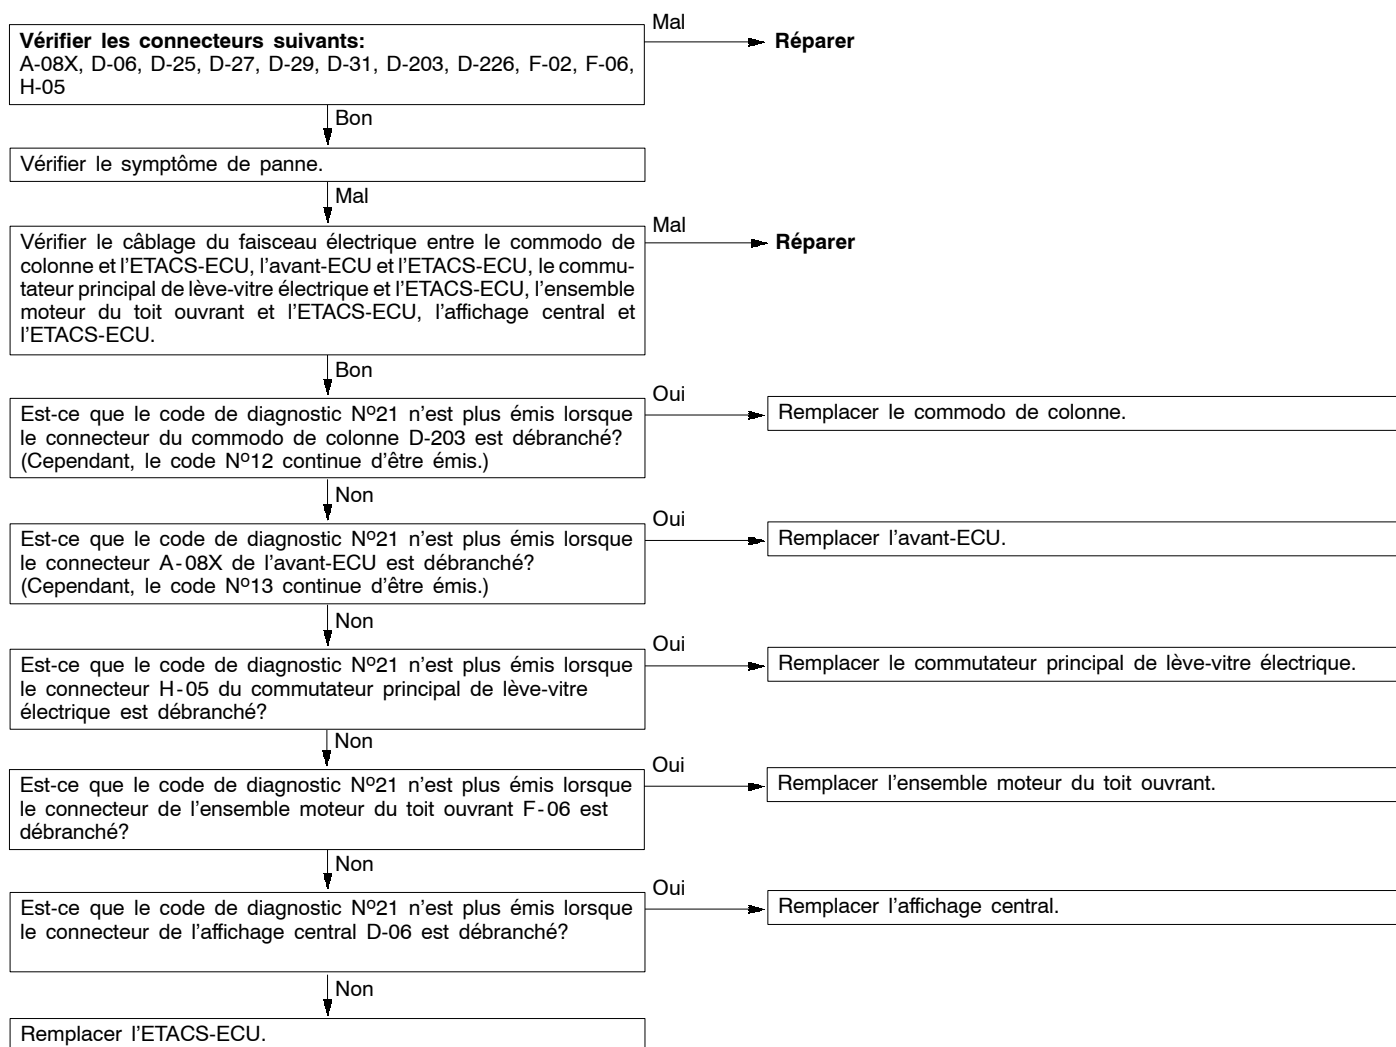 Mal
Vérifier les connecteurs suivants:
A-08X, D-06, D-25, D-27, D-29, D-31, D-203, D-226, F-02, F-06,
H-05
Réparer
Bon
Vérifier le symptôme de panne.
Mal
Mal
Vérifier le câblage du faisceau électrique entre le commodo de
colonne et l'ETACS-ECU, l'avant-ECU et l'ETACS-ECU, le commu-
tateur principal de lève-vitre électrique et l'ETACS-ECU, l'ensemble
moteur du toit ouvrant et l'ETACS-ECU, l'affichage central et
l'ETACS-ECU.
Réparer
Bon
Oui
Est-ce que le code de diagnostic Nº21 n'est plus émis lorsque
le connecteur du commodo de colonne D-203 est débranché?
(Cependant, le code Nº12 continue d'être émis.)
Remplacer le commodo de colonne.
Non
Oui
Est-ce que le code de diagnostic Nº21 n'est plus émis lorsque
le connecteur A-08X de l'avant-ECU est débranché?
(Cependant, le code Nº13 continue d'être émis.)
Remplacer l'avant-ECU.
Non
Oui
Est-ce que le code de diagnostic Nº21 n'est plus émis lorsque
le connecteur H-05 du commutateur principal de lève-vitre
électrique est débranché?
Remplacer le commutateur principal de lève-vitre électrique.
Non
Oui
Est-ce que le code de diagnostic Nº21 n'est plus émis lorsque
le connecteur de l'ensemble moteur du toit ouvrant F-06 est
débranché?
Remplacer l'ensemble moteur du toit ouvrant.
Non
Oui
Est-ce que le code de diagnostic Nº21 n'est plus émis lorsque
le connecteur de l'affichage central D-06 est débranché?
Remplacer l'affichage central.
Non
Remplacer l'ETACS-ECU.